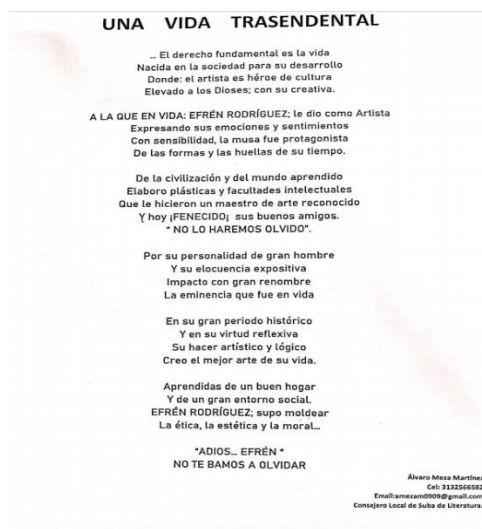 UNA VIDA TRASENDENTAL
... El derecho fundamental es la vida
Nacida en la sociedad para su desarrollo
Donde: el artista es héroe de cultura
Elevado a los Dioses; con su creativa.
A LA QUE EN VIDA: EFRÉN RODRÍGUEZ; le dio como Artista
Expresando sus emociones y sentimientos
Con sensibilidad, la musa fue protagonista
De las formas y las huellas de su tiempo.
De la civilización y del mundo aprendido
Elaboro plásticas y facultades intelectuales
Que le hicieron un maestro de arte reconocido
Y hoy ¡FENECIDO¡ sus buenos amigos.
" NO LO HAREMOS OLVIDO".
Por su personalidad de gran hombre
Y su elocuencia expositiva
Impacto con gran renombre
La eminencia que fue en vida
En su gran periodo histórico
Y en su virtud reflexiva
Su hacer artístico y lógico
Creo el mejor arte de su vida.
Aprendidas de un buen hogar
Y de un gran entorno social.
EFRÉN RODRÍGUEZ; supo moldear
La ética, la estética y la moral...
"ADIOS... EFRÉN "
NO TE BAMOS A OLVIDAR
Álvaro Meza Martínez
Cel: 3132566582
Email:amezam0909@gmail.com
Consejero Local de Suba de Literatura.